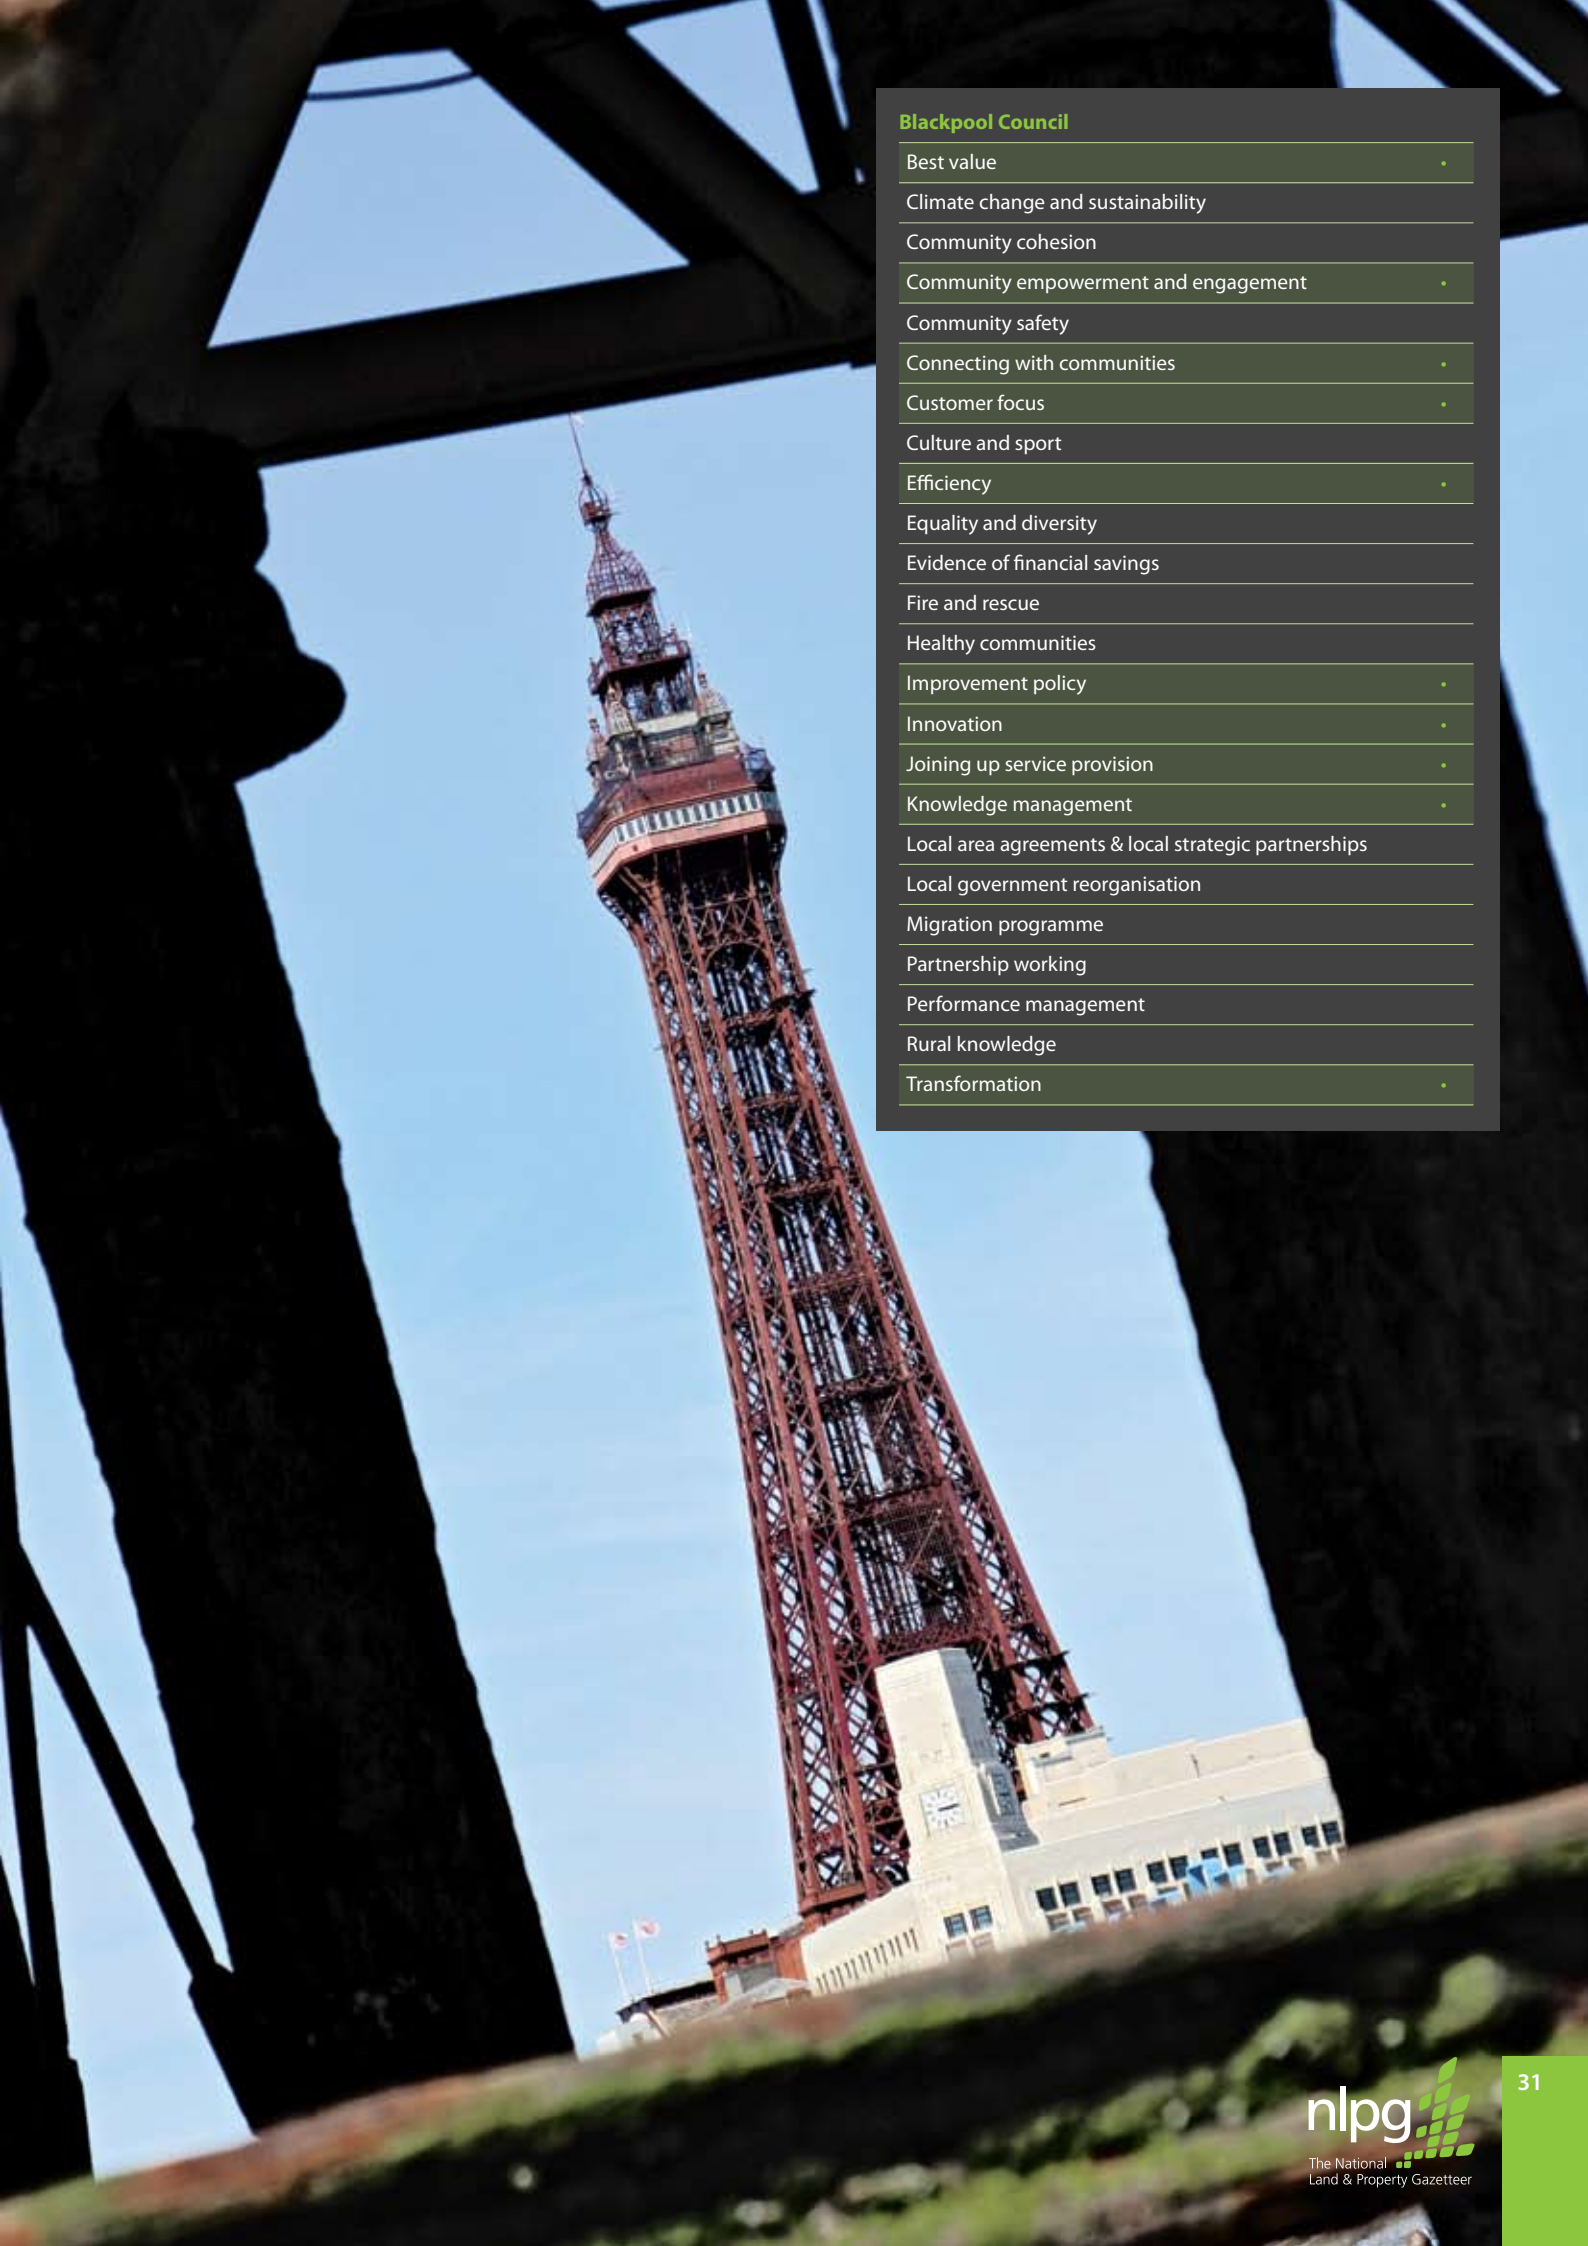 Blackpool Council
Best value •
Climate change and sustainability
Community cohesion
Community empowerment and engagement •
Community safety
Connecting with communities •
Customer focus •
Culture and sport
Efficiency •
Equality and diversity
Evidence of financial savings
Fire and rescue
Healthy communities
Improvement policy •
Innovation •
Joining up service provision •
Knowledge management •
Local area agreements & local strategic partnerships
Local government reorganisation
Migration programme
Partnership working
Performance management
Rural knowledge
Transformation •
31
nlpg
The National
Land & Property Gazetteer